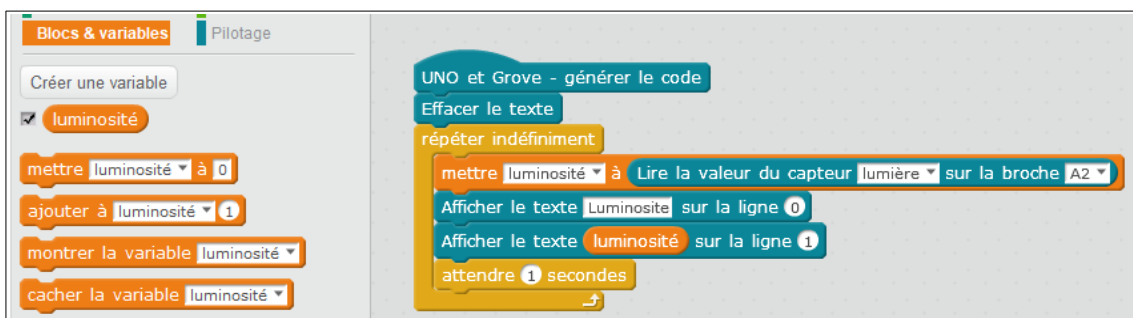 Blocs & variables
Pilotage
Créer une variable
luminosité
mettre luminosité à 0
ajouter à luminosité 1
montrer la variable luminosité
cacher la variable luminosité
UNO et Grove - générer le code
Effacer le texte
répéter indéfiniment
mettre luminosité à Lire la valeur du capteur lumière sur la broche A2
Afficher le texte Luminosite sur la ligne 0
Afficher le texte luminosité sur la ligne 1
attendre 1 secondes